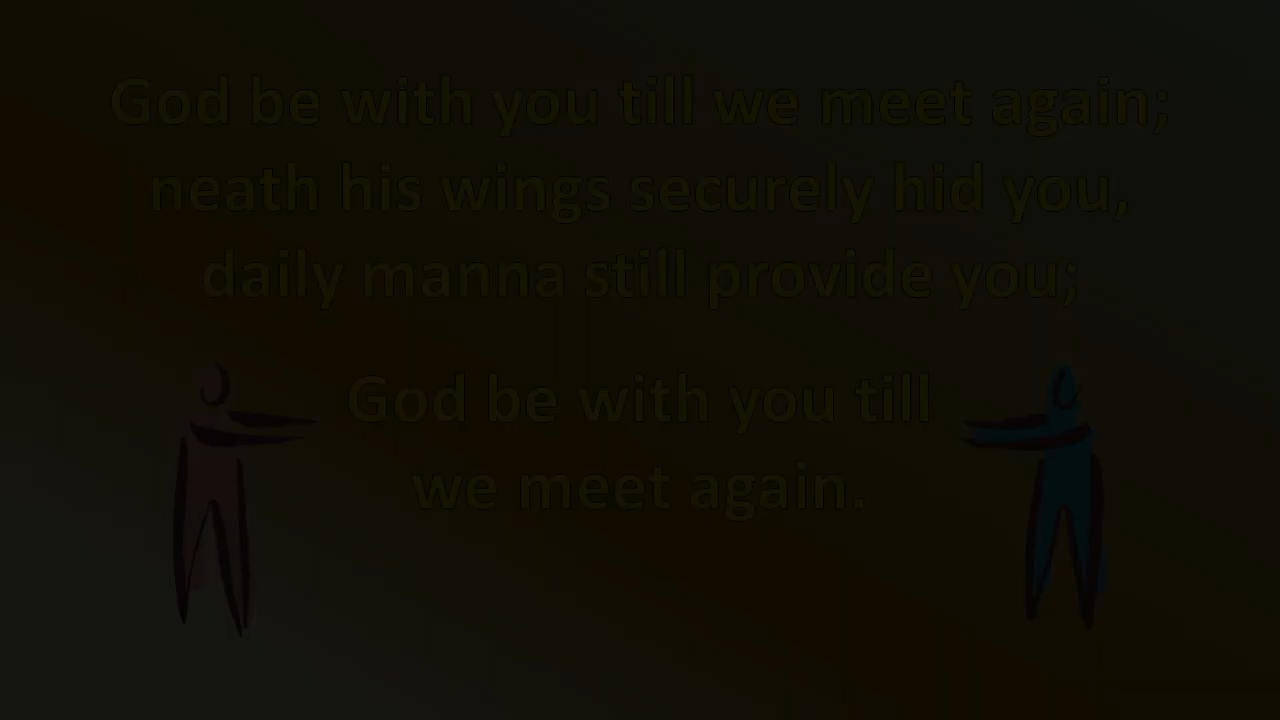 God be with you till we meet again;
neath his wings securely hid you,
daily manna still provide you;
God be with you till
we meet again.